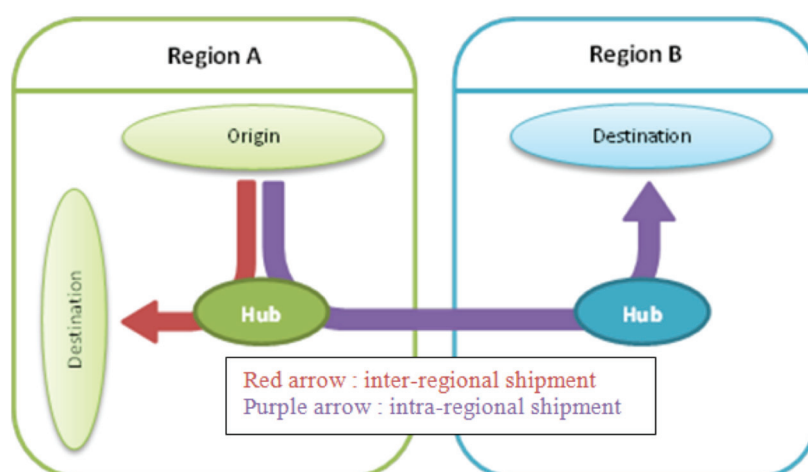 Region A
Region B
Origin
Destination
Destination
Hub
Hub
Red arrow : inter-regional shipment
Purple arrow : intra-regional shipment